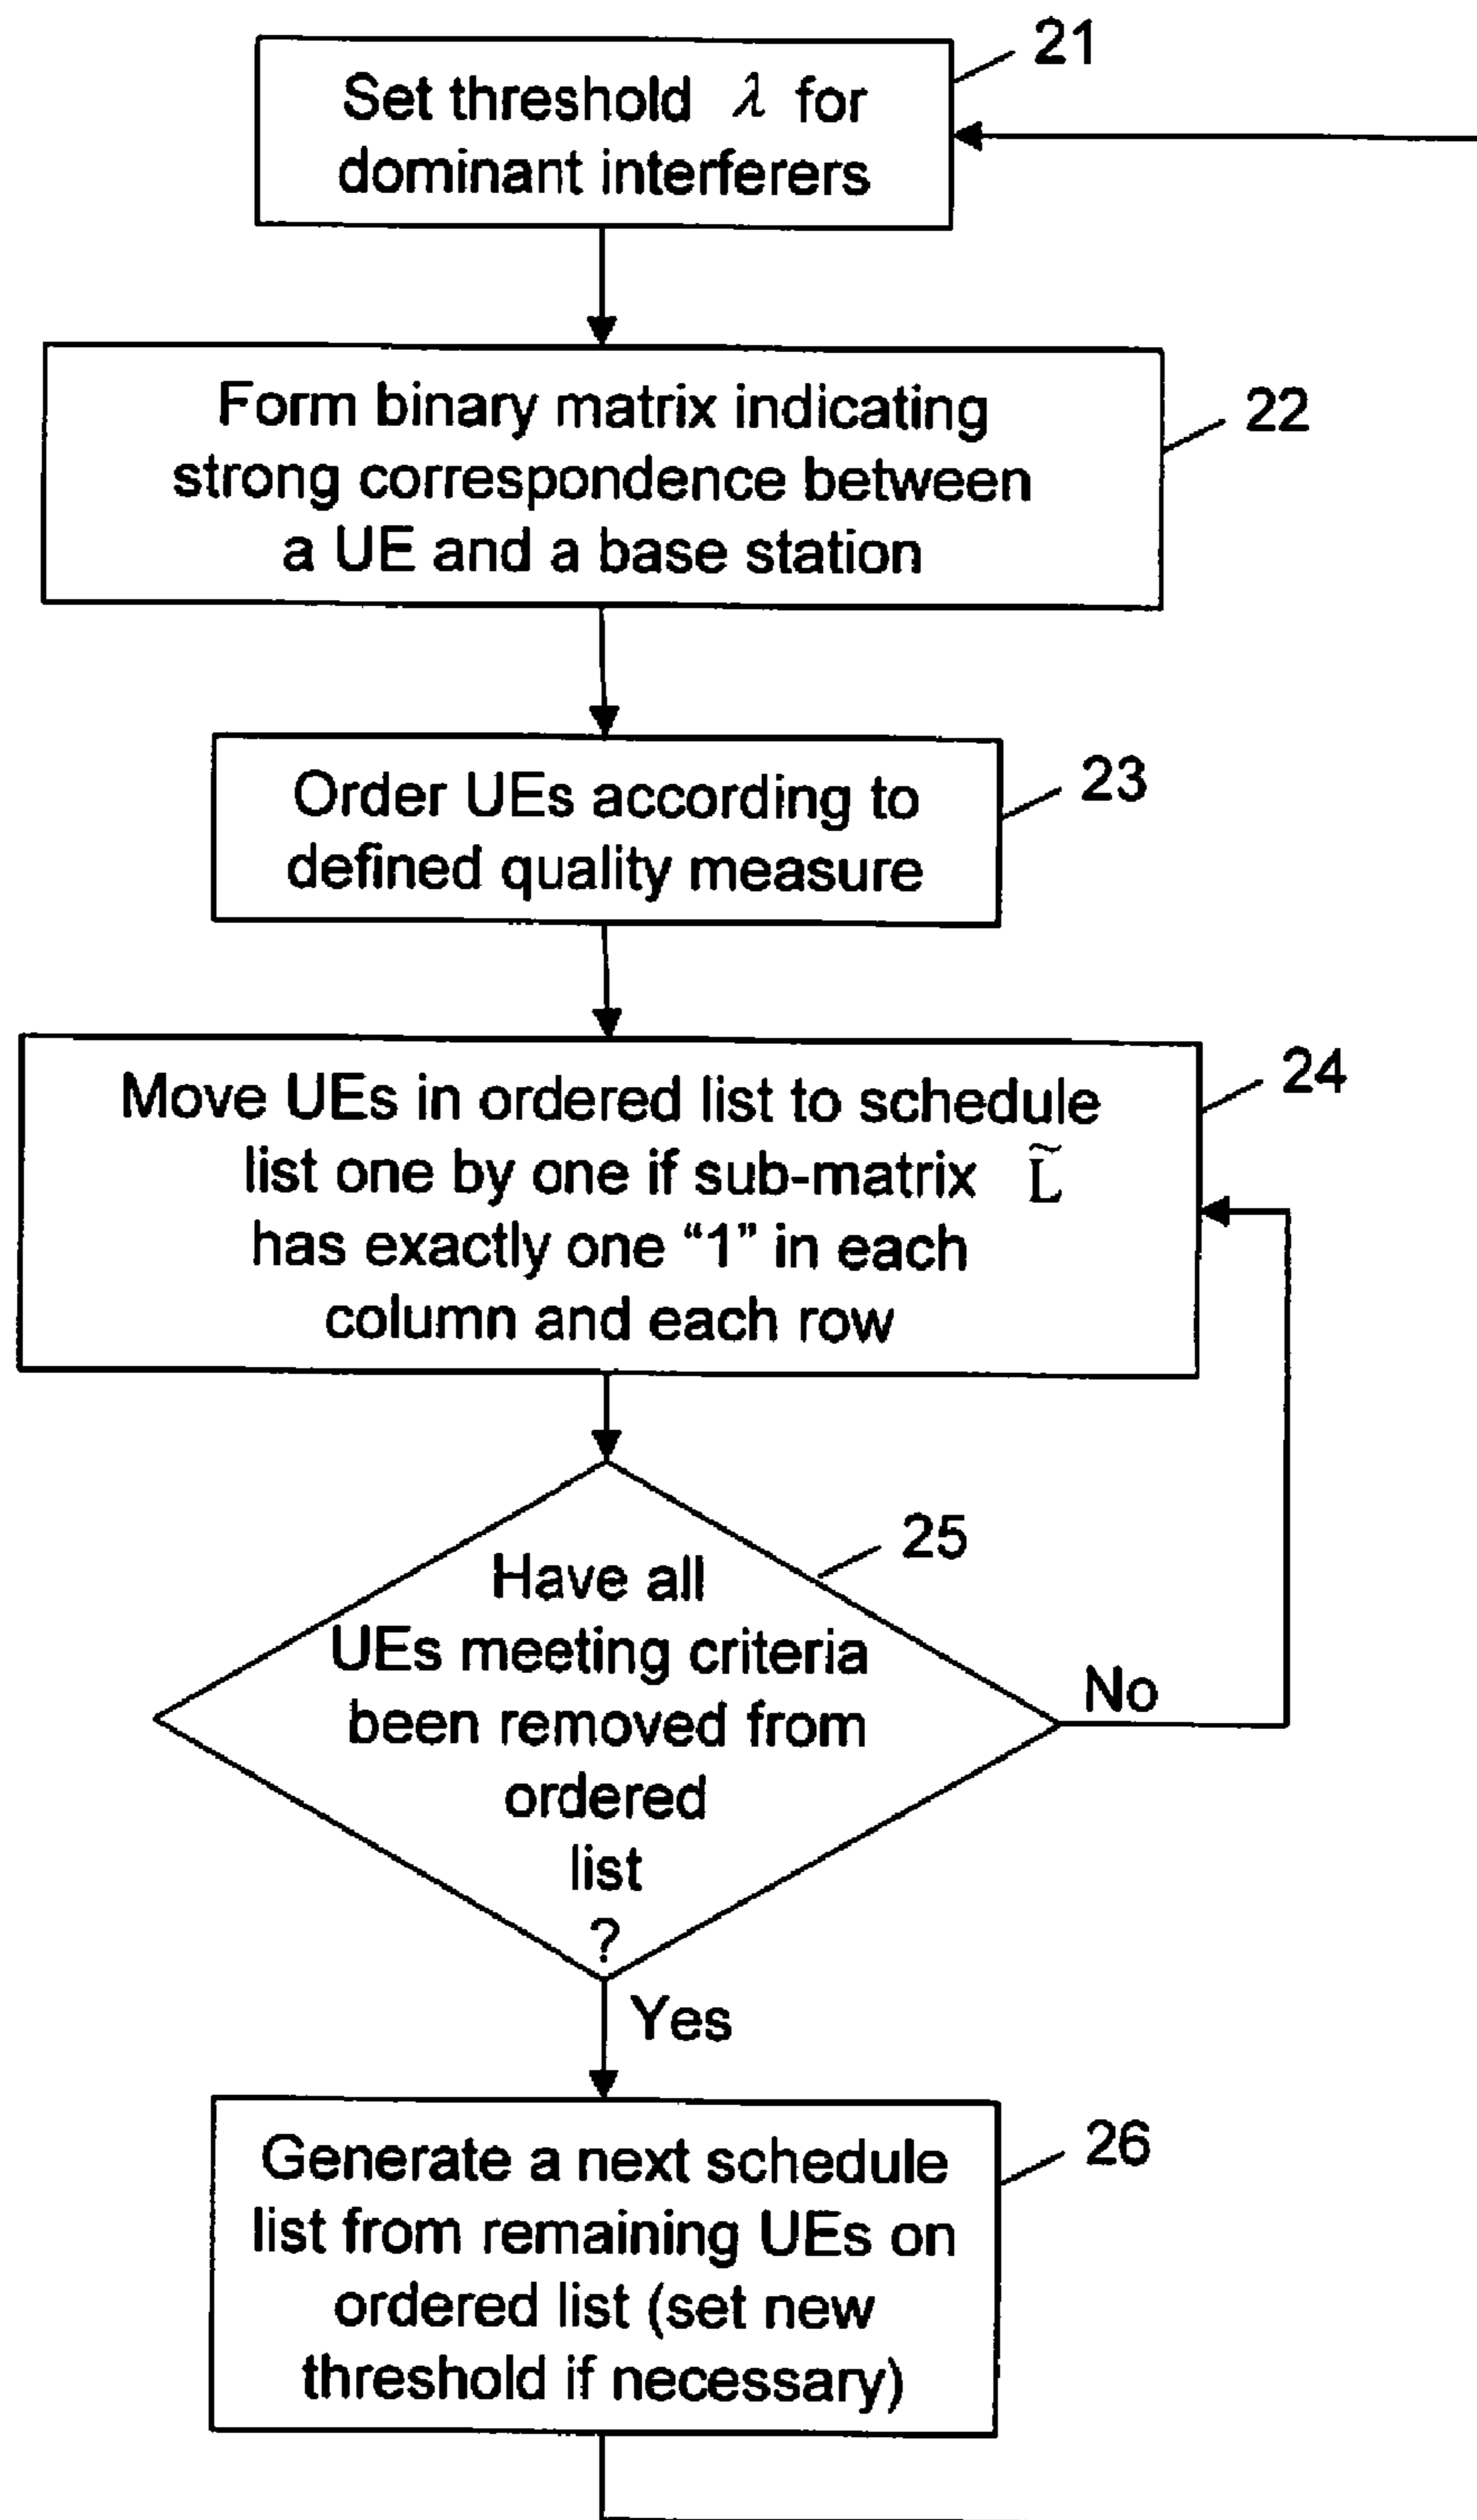 21
Set threshold λ for
dominant interferers
22
Form binary matrix indicating
strong correspondence between
a UE and a base station
23
Order UEs according to
defined quality measure
24
Move UEs in ordered list to schedule
list one by one if sub-matrix L̃
has exactly one “1” in each
column and each row
25
Have all
UEs meeting criteria
been removed from
ordered
list
?
No
Yes
26
Generate a next schedule
list from remaining UEs on
ordered list (set new
threshold if necessary)